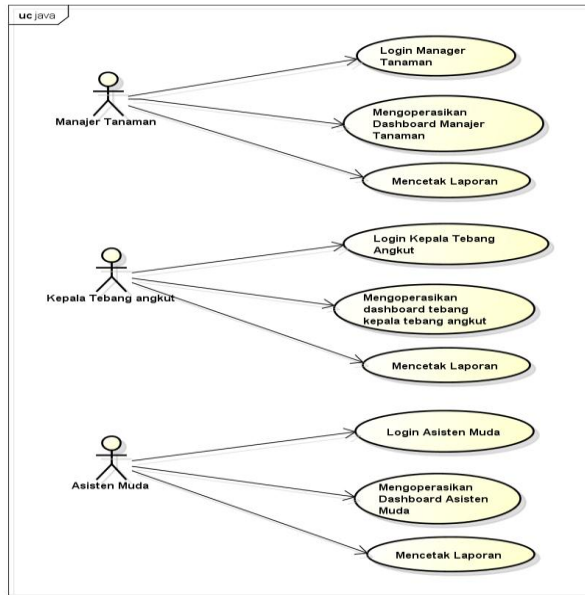 uc java
Login Manager
Tanaman
Manajer Tanaman
Mengoperasikan
Dashboard Manajer
Tanaman
Mencetak Laporan
Login Kepala Tebang
Angkut
Kepala Tebang angkut
Mengoperasikan
dashboard tebang
kepala tebang angkut
Mencetak Laporan
Login Asisten Muda
Asisten Muda
Mengoperasikan
Dashboard Asisten
Muda
Mencetak Laporan